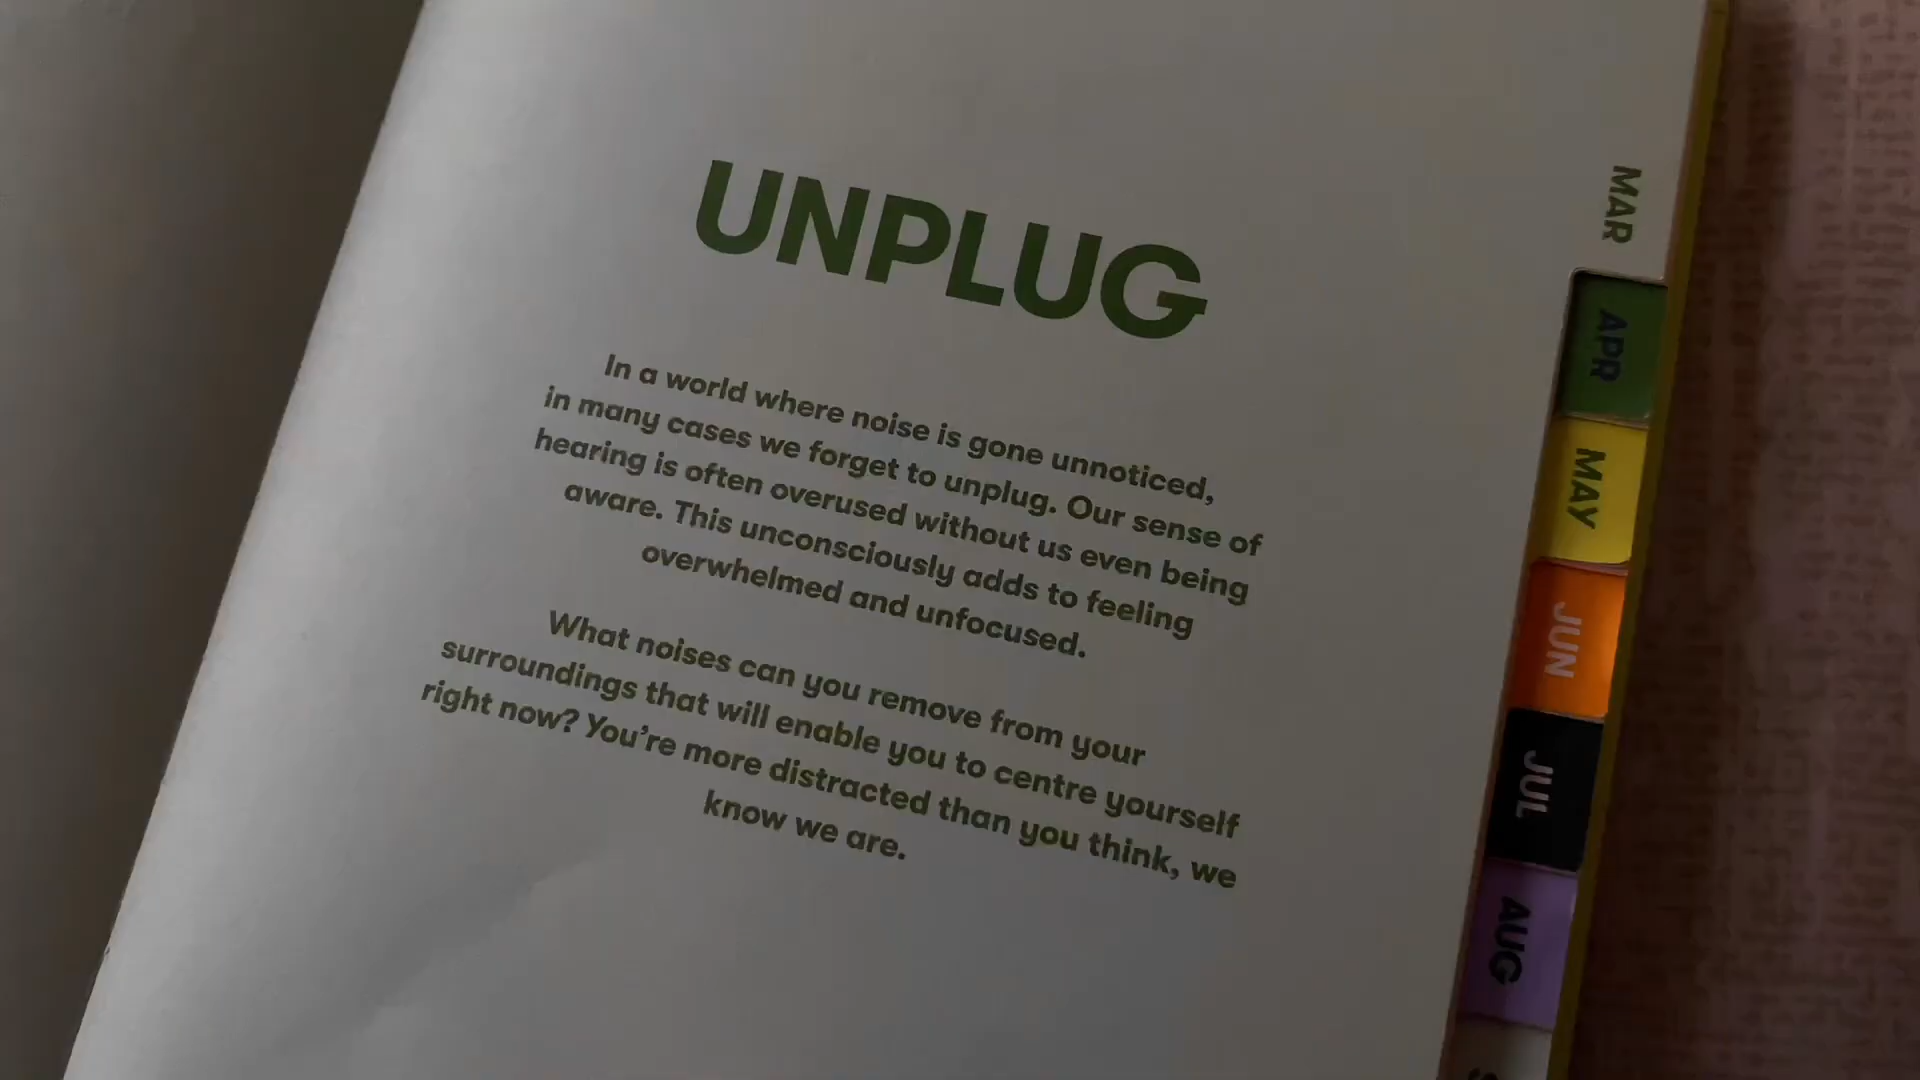 UNPLUG
In a world where noise is gone unnoticed,
in many cases we forget to unplug. Our sense of
hearing is often overused without us even being
aware. This unconsciously adds to feeling
overwhelmed and unfocused.
What noises can you remove from your
surroundings that will enable you to centre yourself
right now? You're more distracted than you think, we
know we are.
MAR
APR
MAY
JUN
JUL
AUG